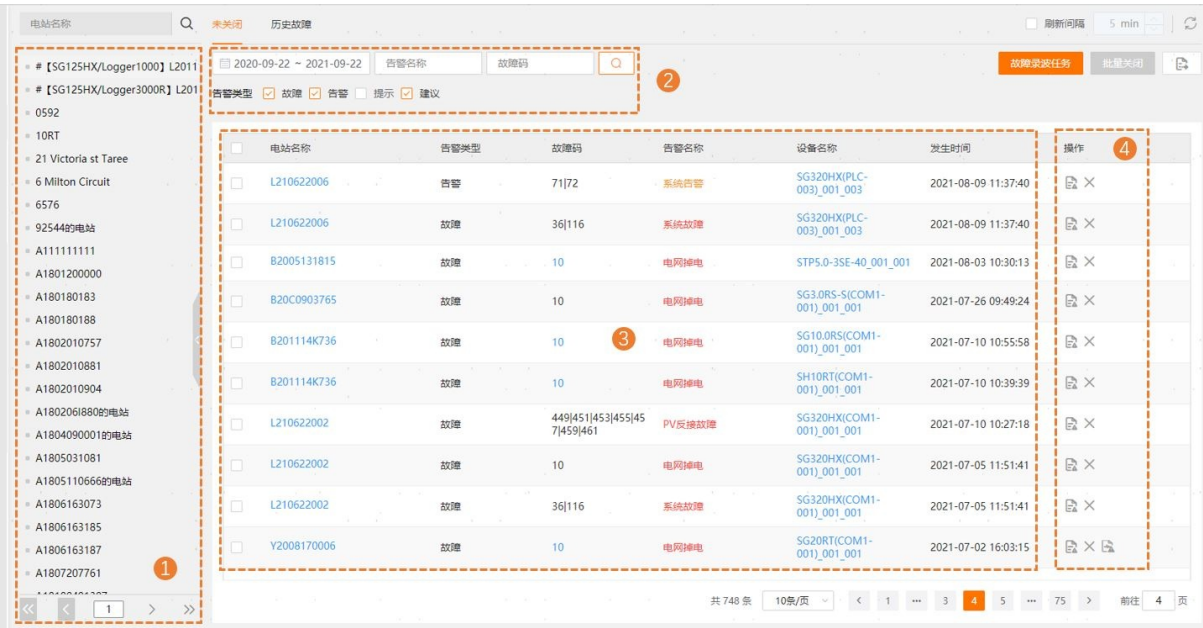 电站名称
未关闭 历史故障
刷新间隔 5 min
# 【SG125HX/Logger1000】L2011
# 【SG125HX/Logger3000R】L201
0592
10RT
21 Victoria st Taree
6 Milton Circuit
6576
92544的电站
A111111111
A1801200000
A180180183
A180180188
A1802010757
A1802010881
A1802010904
A180206I880的电站
A1804090001的电站
A1805031081
A1805110666的电站
A1806163073
A1806163185
A1806163187
A1807207761
1
1
2020-09-22 ~ 2021-09-22 告警名称 故障码
2
故障录波任务 批量关闭
告警类型 故障 告警 提示 建议
电站名称 告警类型 故障码 告警名称 设备名称 发生时间 操作 4
L210622006 告警 71|72 系统告警 SG320HX(PLC-
003)_001_003 2021-08-09 11:37:40
L210622006 故障 36|116 系统故障 SG320HX(PLC-
003)_001_003 2021-08-09 11:37:40
B2005131815 故障 10 电网掉电 STP5.0-3SE-40_001_001 2021-08-03 10:30:13
B20C0903765 故障 10 电网掉电 SG3.0RS-S(COM1-
001)_001_001 2021-07-26 09:49:24
B201114K736 故障 10 3 电网掉电 SG10.0RS(COM1-
001)_001_001 2021-07-10 10:55:58
B201114K736 故障 10 电网掉电 SH10RT(COM1-
001)_001_001 2021-07-10 10:39:39
L210622002 故障 449|451|453|455|45
7|459|461 PV反接故障 SG320HX(COM1-
001)_001_001 2021-07-10 10:27:18
L210622002 故障 10 电网掉电 SG320HX(COM1-
001)_001_001 2021-07-05 11:51:41
L210622002 故障 36|116 系统故障 SG320HX(COM1-
001)_001_001 2021-07-05 11:51:41
Y2008170006 故障 10 电网掉电 SG20RT(COM1-
001)_001_001 2021-07-02 16:03:15
共 748 条 10条/页 < 1 ··· 3 4 5 ··· 75 > 前往 4 页